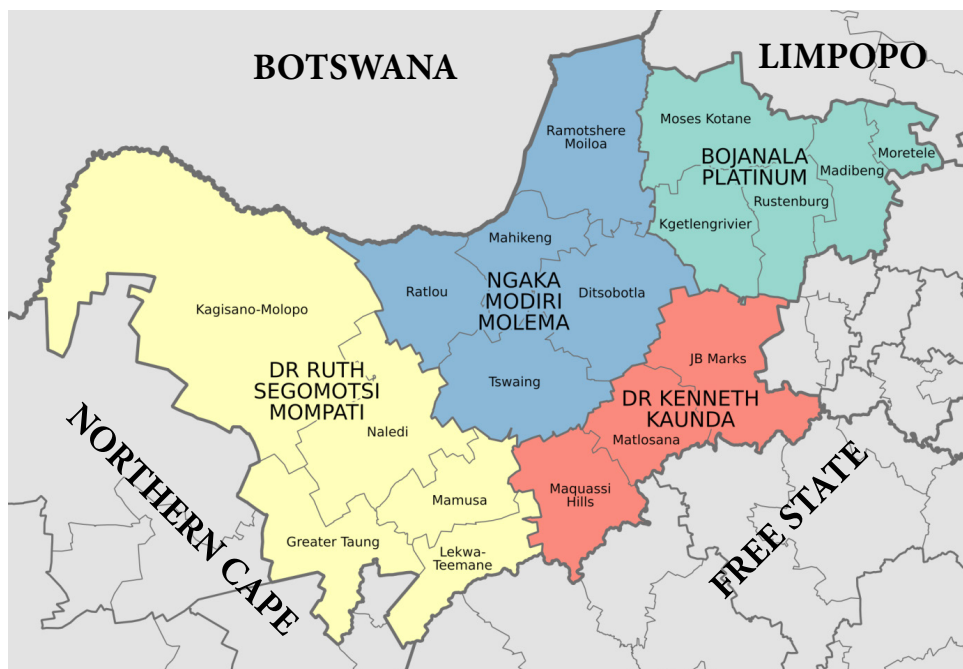 BOTSWANA
LIMPOPO
Ramotshere
Moiloa
Moses Kotane
BOJANALA
PLATINUM
Moretele
Madibeng
Rustenburg
Kgetlengrivier
Mahikeng
NGAKA
MODIRI
MOLEMA
Ratlou
Ditsobotla
Kagisano-Molopo
Tswaing
JB Marks
DR RUTH
SEGOMOTSI
MOMPATI
DR KENNETH
KAUNDA
Naledi
Matlosana
Mamusa
Maquassi
Hills
Greater Taung
Lekwa-
Teemane
NORTHERN CAPE
FREE STATE